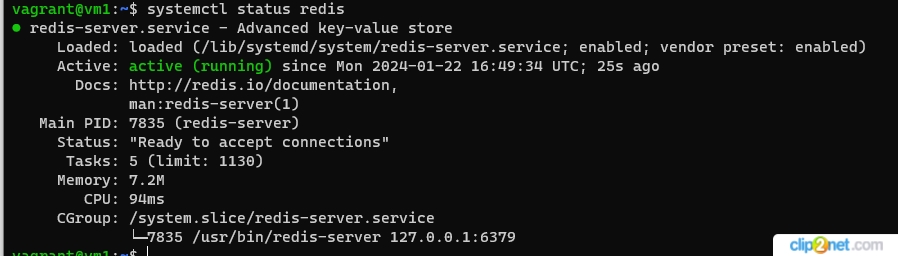 vagrant@vm1:~$ systemctl status redis
● redis-server.service - Advanced key-value store
Loaded: loaded (/lib/systemd/system/redis-server.service; enabled; vendor preset: enabled)
Active: active (running) since Mon 2024-01-22 16:49:34 UTC; 25s ago
Docs: http://redis.io/documentation,
man:redis-server(1)
Main PID: 7835 (redis-server)
Status: "Ready to accept connections"
Tasks: 5 (limit: 1130)
Memory: 7.2M
CPU: 94ms
CGroup: /system.slice/redis-server.service
└─7835 /usr/bin/redis-server 127.0.0.1:6379
vagrant@vm1:~$
clip2net.com